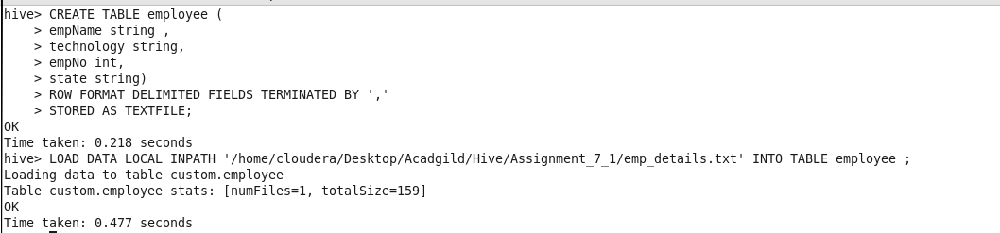 hive> CREATE TABLE employee (
    > empName string ,
    > technology string,
    > empNo int,
    > state string)
    > ROW FORMAT DELIMITED FIELDS TERMINATED BY ','
    > STORED AS TEXTFILE;
OK
Time taken: 0.218 seconds
hive> LOAD DATA LOCAL INPATH '/home/cloudera/Desktop/Acadgild/Hive/Assignment_7_1/emp_details.txt' INTO TABLE employee ;
Loading data to table custom.employee
Table custom.employee stats: [numFiles=1, totalSize=159]
OK
Time taken: 0.477 seconds